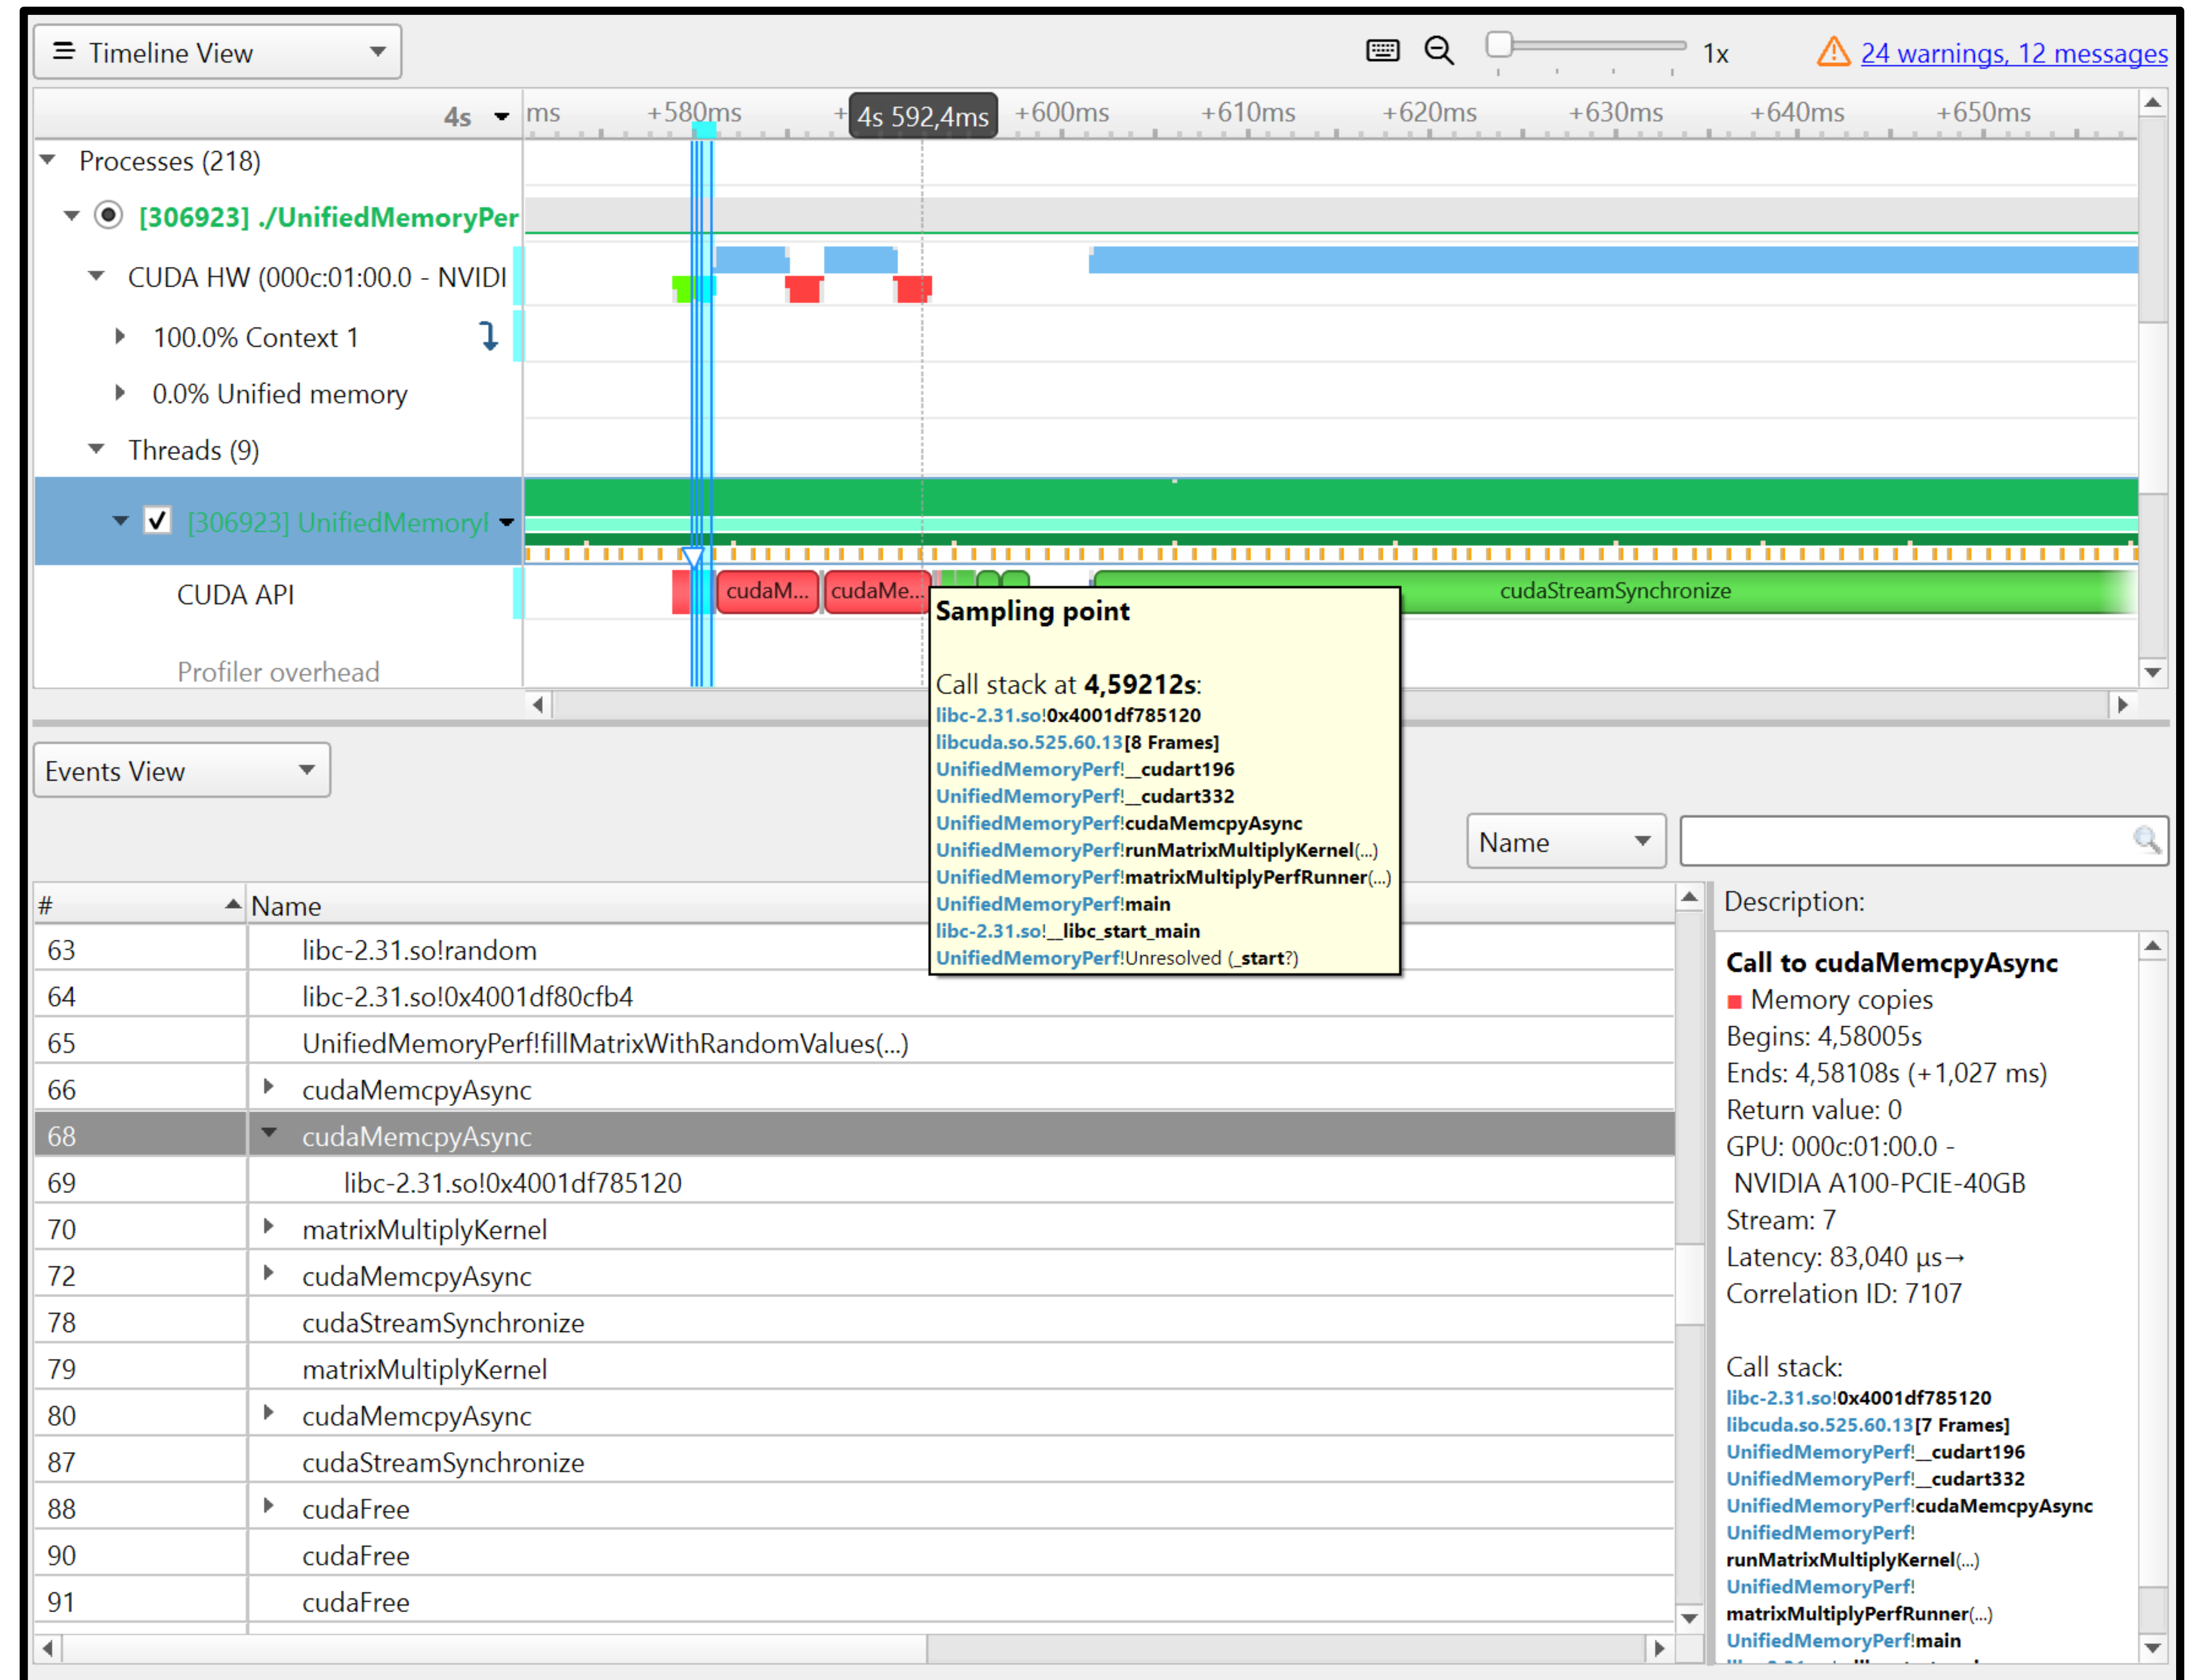 Timeline View
1x
24 warnings, 12 messages
4s
ms
+580ms
4s 592,4ms
+600ms
+610ms
+620ms
+630ms
+640ms
+650ms
Processes (218)
[306923] ./UnifiedMemoryPer
CUDA HW (000c:01:00.0 - NVIDI
100.0% Context 1
0.0% Unified memory
Threads (9)
[306923] UnifiedMemoryl
CUDA API
cudaM...
cudaMe...
cudaStreamSynchronize
Profiler overhead
Sampling point
Call stack at 4,59212s:
libc-2.31.so!0x4001df785120
libcuda.so.525.60.13[8 Frames]
UnifiedMemoryPerf!__cudart196
UnifiedMemoryPerf!__cudart332
UnifiedMemoryPerf!cudaMemcpyAsync
UnifiedMemoryPerf!runMatrixMultiplyKernel(...)
UnifiedMemoryPerf!matrixMultiplyPerfRunner(...)
UnifiedMemoryPerf!main
libc-2.31.so!__libc_start_main
UnifiedMemoryPerf!Unresolved (_start?)
Events View
Name
# Name
63 libc-2.31.so!random
64 libc-2.31.so!0x4001df80cfb4
65 UnifiedMemoryPerf!fillMatrixWithRandomValues(...)
66 cudaMemcpyAsync
68 cudaMemcpyAsync
69 libc-2.31.so!0x4001df785120
70 matrixMultiplyKernel
72 cudaMemcpyAsync
78 cudaStreamSynchronize
79 matrixMultiplyKernel
80 cudaMemcpyAsync
87 cudaStreamSynchronize
88 cudaFree
90 cudaFree
91 cudaFree
Description:
Call to cudaMemcpyAsync
Memory copies
Begins: 4,58005s
Ends: 4,58108s (+1,027 ms)
Return value: 0
GPU: 000c:01:00.0 -
NVIDIA A100-PCIE-40GB
Stream: 7
Latency: 83,040 μs→
Correlation ID: 7107
Call stack:
libc-2.31.so!0x4001df785120
libcuda.so.525.60.13[7 Frames]
UnifiedMemoryPerf!__cudart196
UnifiedMemoryPerf!__cudart332
UnifiedMemoryPerf!cudaMemcpyAsync
UnifiedMemoryPerf!
runMatrixMultiplyKernel(...)
UnifiedMemoryPerf!
matrixMultiplyPerfRunner(...)
UnifiedMemoryPerf!main